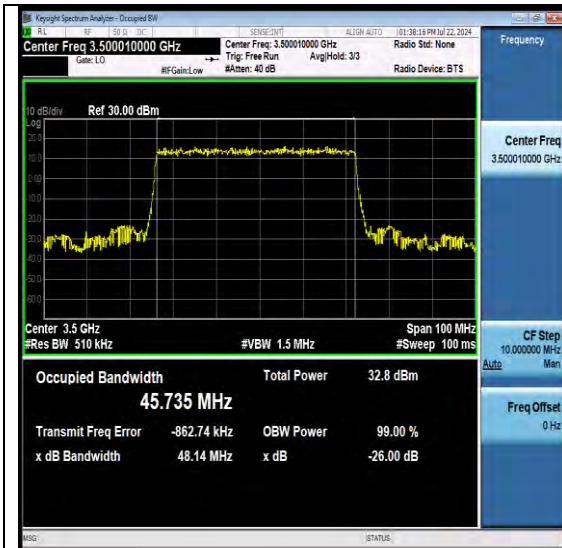 Keysight Spectrum Analyzer - Occupied BW
RL RF 50 Ω DC SENSE:INT ALIGN AUTO 01:38:16 PM Jul 22, 2024
Center Freq 3.500010000 GHz
Center Freq: 3.500010000 GHz
Radio Std: None
Gate: LO
Trig: Free Run Avg|Hold: 3/3
#IFGain:Low
#Atten: 40 dB
Radio Device: BTS
Frequency
10 dB/div Ref 30.00 dBm
Log
20.0
10.0
0.00
-10.0
-20.0
-30.0
-40.0
-50.0
-60.0
Center Freq
3.500010000 GHz
Center 3.5 GHz
Span 100 MHz
#Res BW 510 kHz
#VBW 1.5 MHz
#Sweep 100 ms
CF Step
10.000000 MHz
Auto Man
Occupied Bandwidth
Total Power 32.8 dBm
45.735 MHz
Freq Offset
0 Hz
Transmit Freq Error -862.74 kHz OBW Power 99.00 %
x dB Bandwidth 48.14 MHz x dB -26.00 dB
MSG STATUS